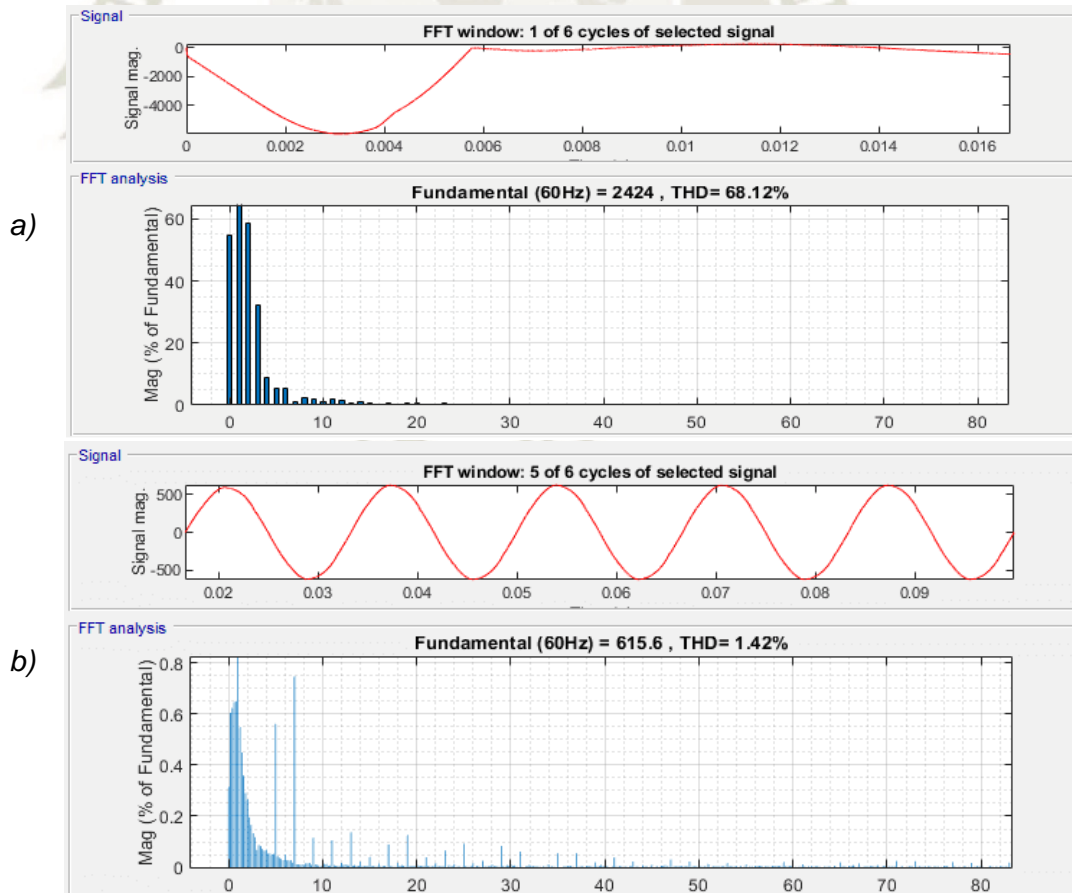 Signal
FFT window: 1 of 6 cycles of selected signal
Signal mag.
0
-2000
-4000
0 0.002 0.004 0.006 0.008 0.01 0.012 0.014 0.016
FFT analysis
Fundamental (60Hz) = 2424 , THD= 68.12%
a)
Mag (% of Fundamental)
60
40
20
0
0 10 20 30 40 50 60 70 80
Signal
FFT window: 5 of 6 cycles of selected signal
Signal mag.
500
0
-500
0.02 0.03 0.04 0.05 0.06 0.07 0.08 0.09
FFT analysis
Fundamental (60Hz) = 615.6 , THD= 1.42%
b)
Mag (% of Fundamental)
0.8
0.6
0.4
0.2
0
0 10 20 30 40 50 60 70 80